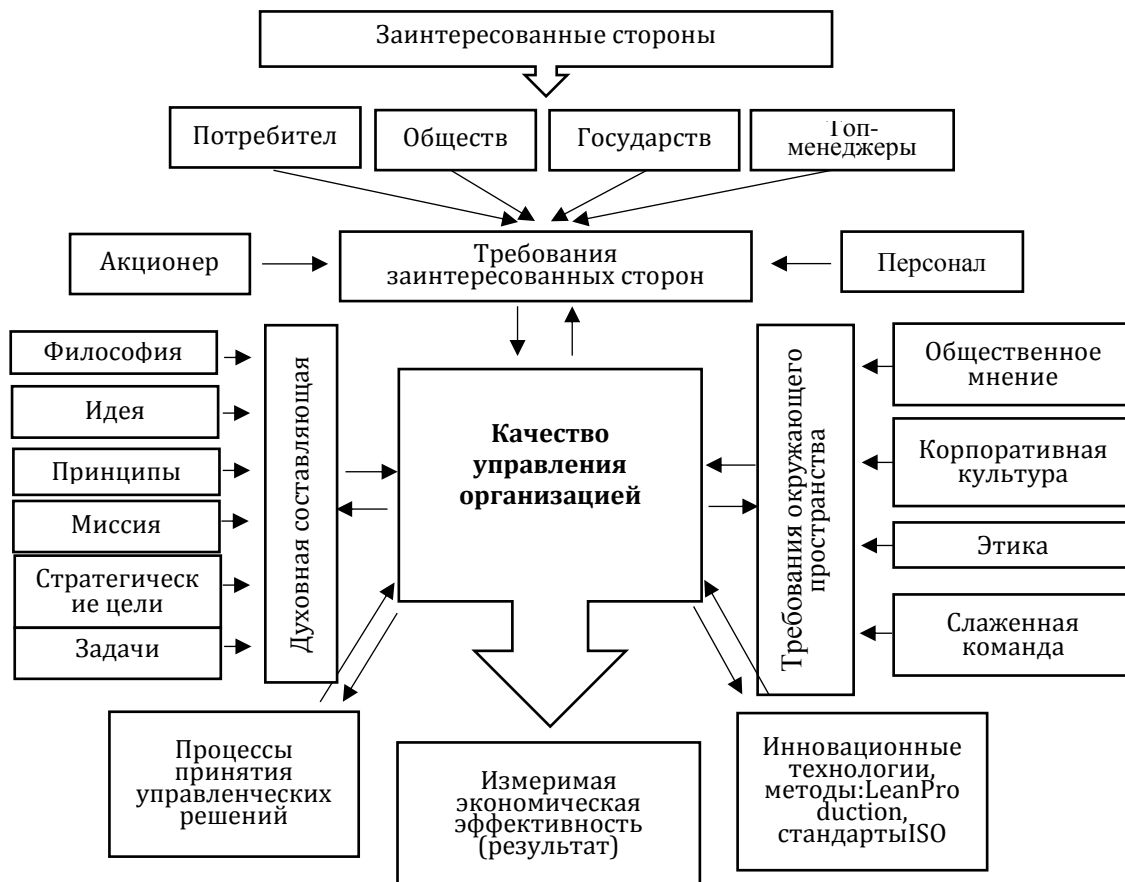 Заинтересованные стороны
Потребител
Обществ
Государств
Топ-
менеджеры
Акционер
Требования
заинтересованных сторон
Персонал
Философия
Идея
Принципы
Миссия
Стратегическ
ие цели
Задачи
Духовная составляющая
Качество
управления
организацией
Требования окружающего
пространства
Общественное
мнение
Корпоративная
культура
Этика
Слаженная
команда
Процессы
принятия
управленческих
решений
Измеримая
экономическая
эффективность
(результат)
Инновационные
технологии,
методы:LeanPro
duction,
стандартыISO